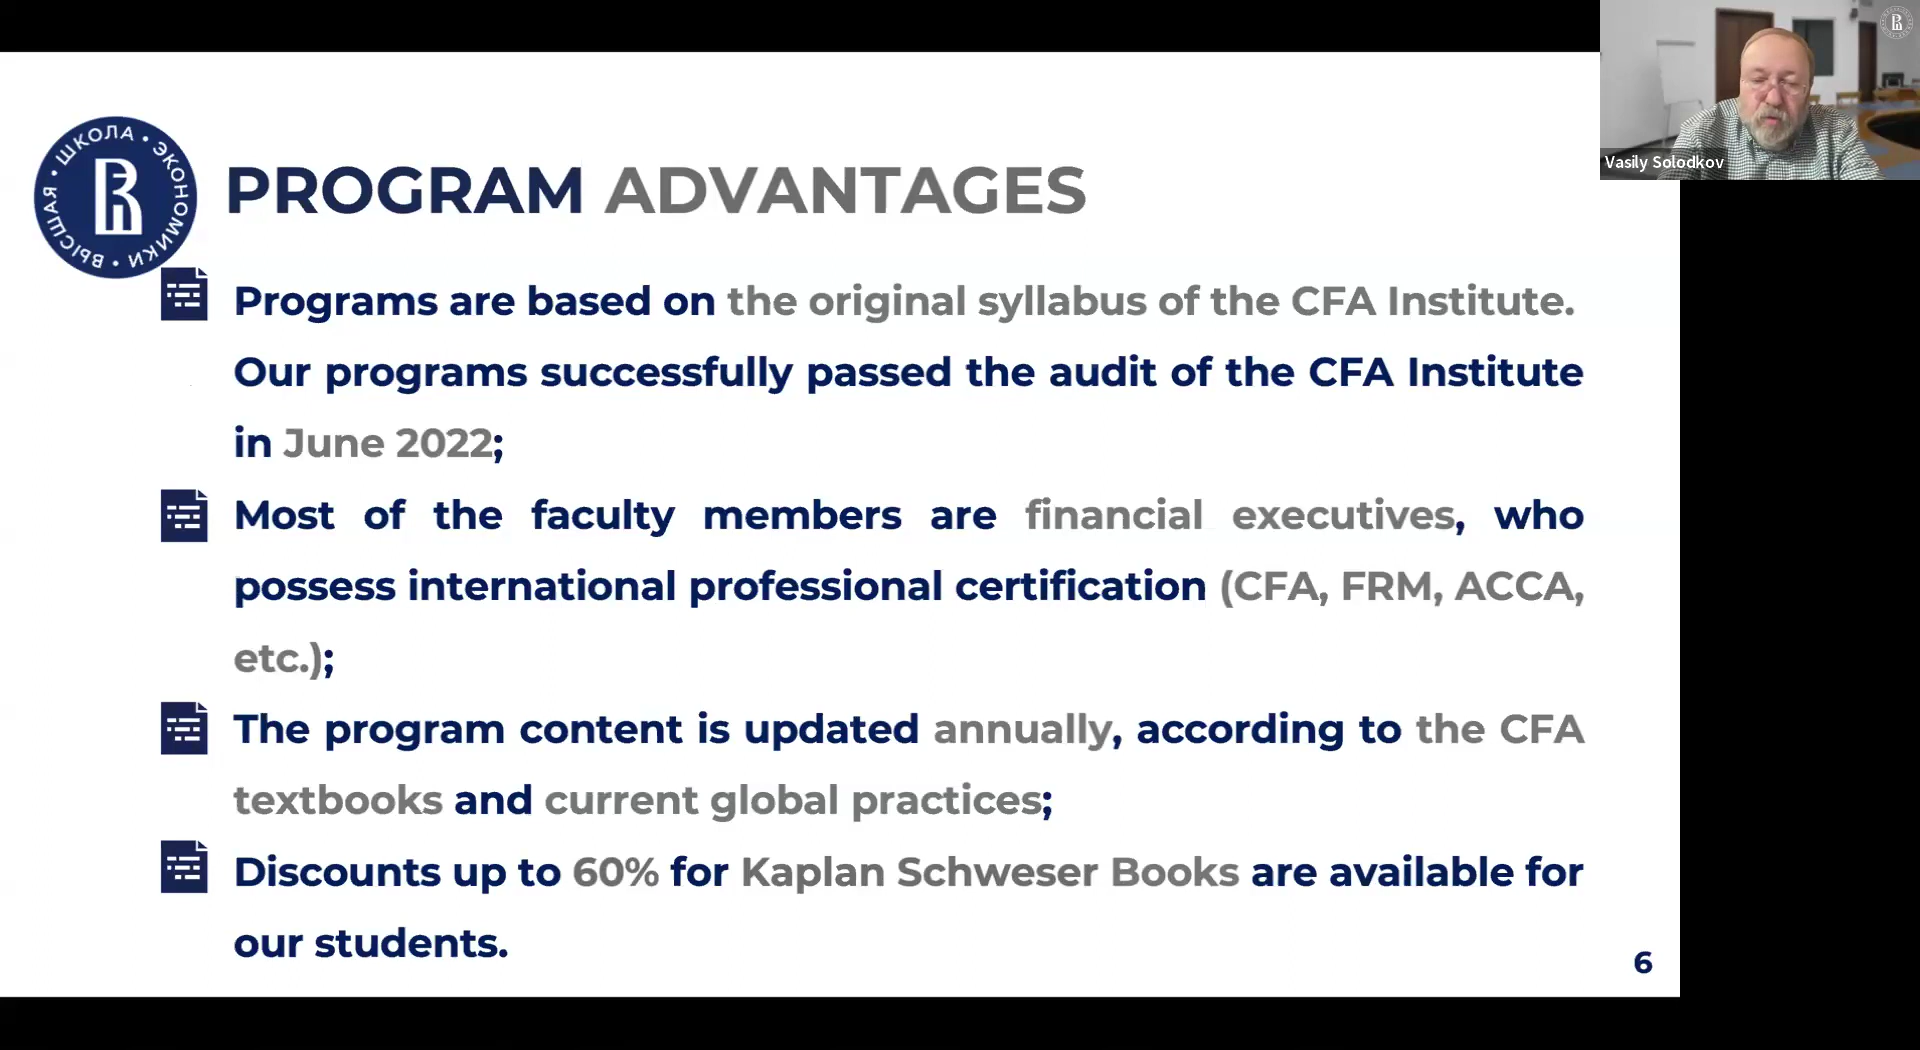 Vasily Solodkov
ВЫСШАЯ • ШКОЛА • ЭКОНОМИКИ •
PROGRAM ADVANTAGES
Programs are based on the original syllabus of the CFA Institute.
Our programs successfully passed the audit of the CFA Institute
in June 2022;
Most of the faculty members are financial executives, who
possess international professional certification (CFA, FRM, ACCA,
etc.);
The program content is updated annually, according to the CFA
textbooks and current global practices;
Discounts up to 60% for Kaplan Schweser Books are available for
our students.
6